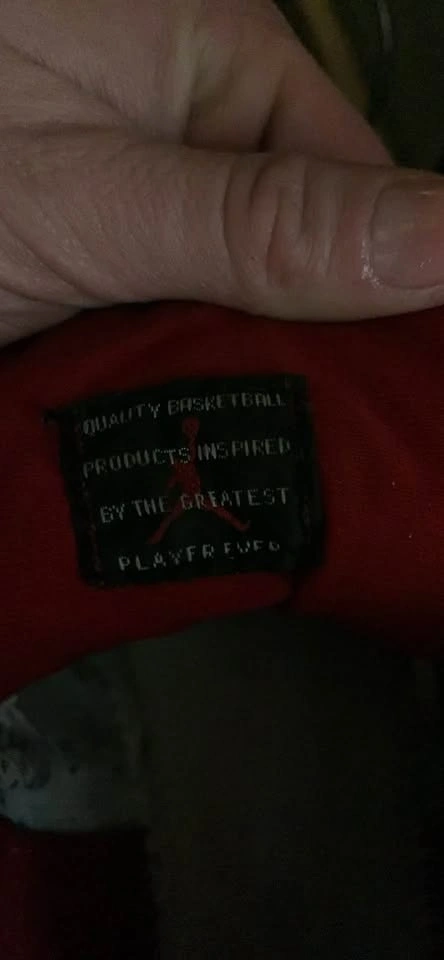 QUALITY BASKETBALL
PRODUCTS INSPIRED
BY THE GREATEST
PLAYER EVER